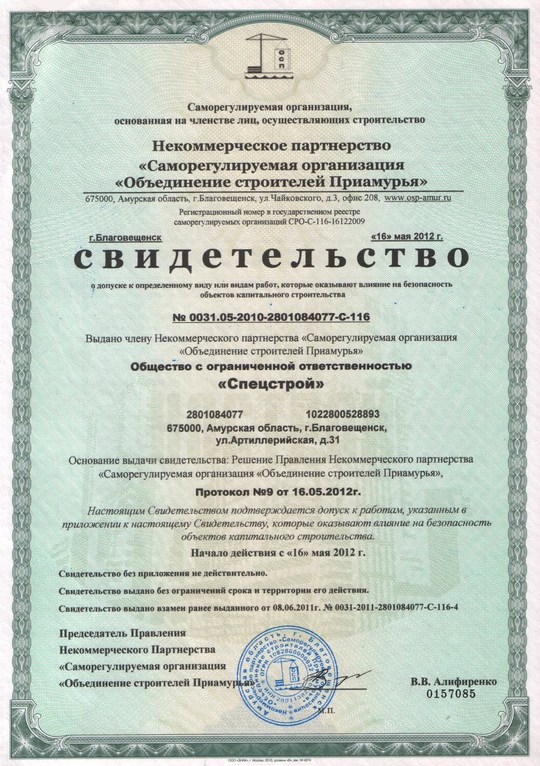 Саморегулируемая организация,
основанная на членстве лиц, осуществляющих строительство
Некоммерческое партнерство
«Саморегулируемая организация
«Объединение строителей Приамурья»
675000, Амурская область, г.Благовещенск, ул.Чайковского, д.3, офис 208, www.osp-amur.ru
Регистрационный номер в государственном реестре
саморегулируемых организаций СРО-С-116-16122009
г.Благовещенск «16» мая 2012 г.
СВИДЕТЕЛЬСТВО
о допуске к определенному виду или видам работ, которые оказывают влияние на безопасность
объектов капитального строительства
№ 0031.05-2010-2801084077-С-116
Выдано члену Некоммерческого партнерства «Саморегулируемая организация
«Объединение строителей Приамурья»
Общество с ограниченной ответственностью
«Спецстрой»
2801084077 1022800528893
675000, Амурская область, г.Благовещенск,
ул.Артиллерийская, д.31
Основание выдачи свидетельства: Решение Правления Некоммерческого партнерства
«Саморегулируемая организация «Объединение строителей Приамурья»,
Протокол №9 от 16.05.2012г.
Настоящим Свидетельством подтверждается допуск к работам, указанным в
приложении к настоящему Свидетельству, которые оказывают влияние на безопасность
объектов капитального строительства.
Начало действия с «16» мая 2012 г.
Свидетельство без приложения не действительно.
Свидетельство выдано без ограничений срока и территории его действия.
Свидетельство выдано взамен ранее выданного от 08.06.2011г. № 0031-2011-2801084077-С-116-4
Председатель Правления
Некоммерческого Партнерства
«Саморегулируемая организация
«Объединение строителей Приамурья» В.В. Алифиренко
0157085
М.П.